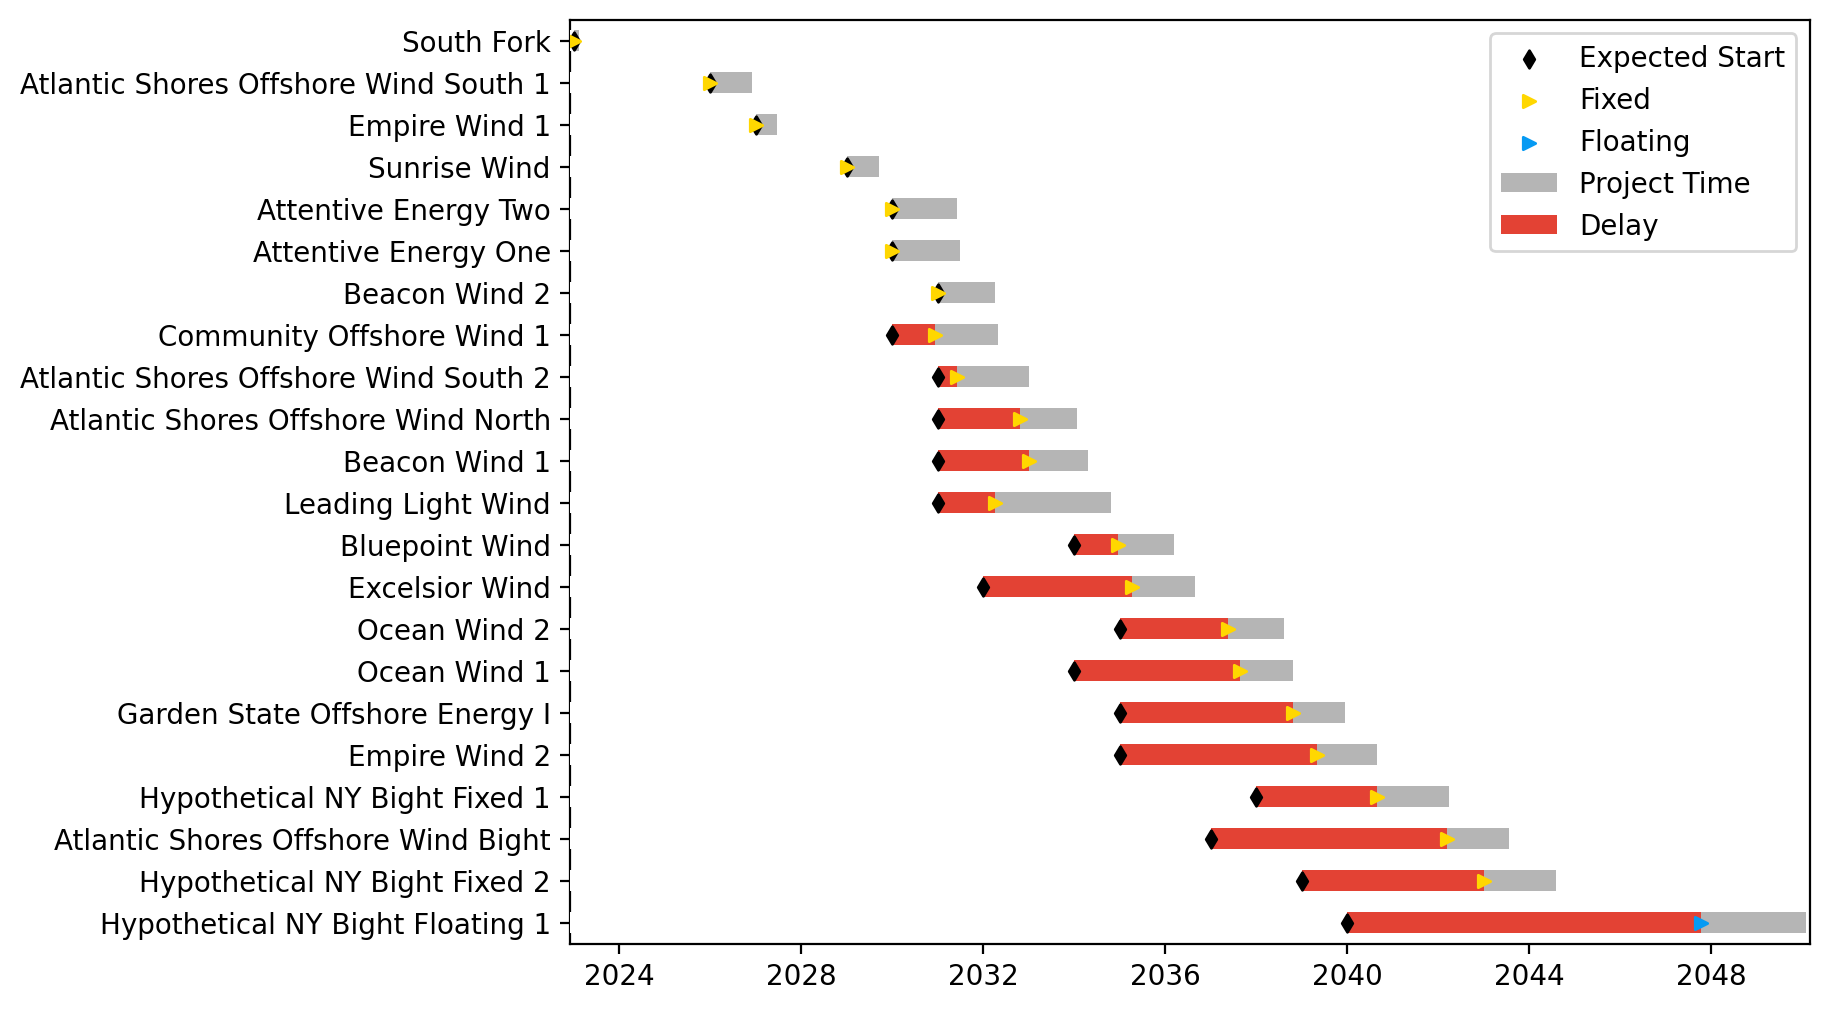 South Fork
Atlantic Shores Offshore Wind South 1
Empire Wind 1
Sunrise Wind
Attentive Energy Two
Attentive Energy One
Beacon Wind 2
Community Offshore Wind 1
Atlantic Shores Offshore Wind South 2
Atlantic Shores Offshore Wind North
Beacon Wind 1
Leading Light Wind
Bluepoint Wind
Excelsior Wind
Ocean Wind 2
Ocean Wind 1
Garden State Offshore Energy I
Empire Wind 2
Hypothetical NY Bight Fixed 1
Atlantic Shores Offshore Wind Bight
Hypothetical NY Bight Fixed 2
Hypothetical NY Bight Floating 1
Expected Start
Fixed
Floating
Project Time
Delay
2024 2028 2032 2036 2040 2044 2048